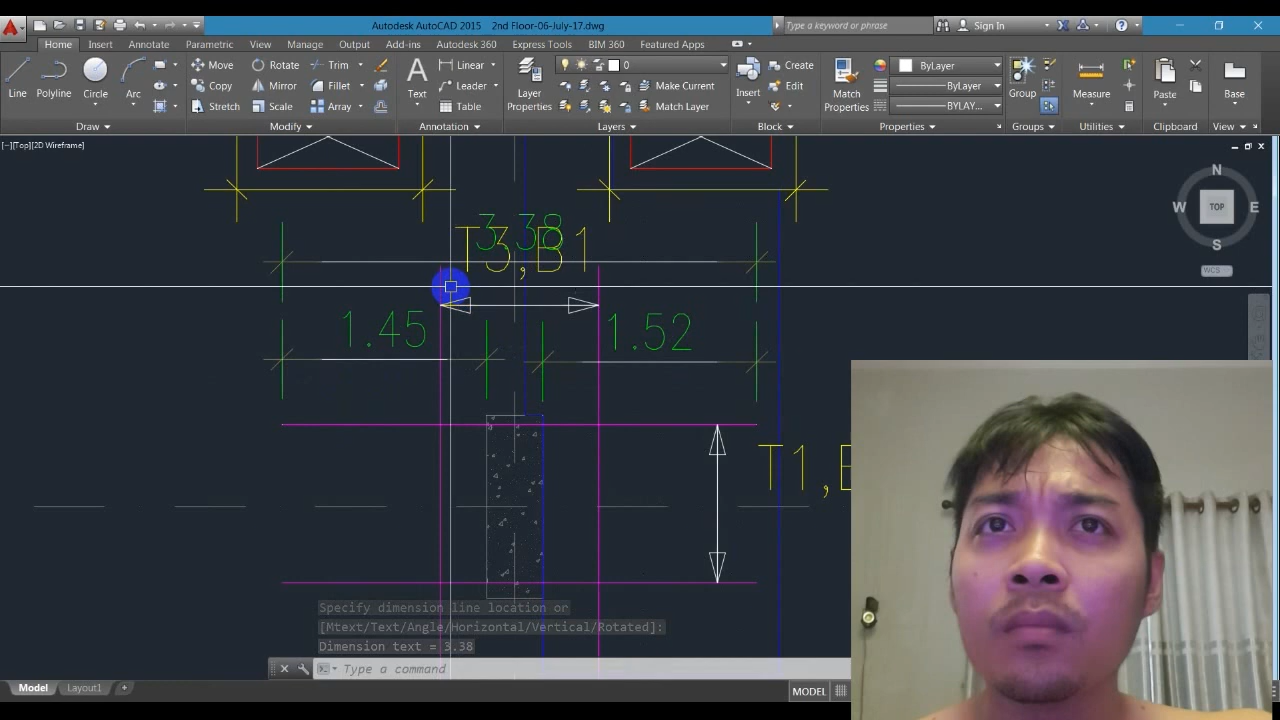 Autodesk AutoCAD 2015 2nd Floor-06-July-17.dwg
Type a keyword or phrase
Sign In
Home Insert Annotate Parametric View Manage Output Add-ins Autodesk 360 Express Tools BIM 360 Featured Apps
Line Polyline Circle Arc
Move Rotate Trim
Copy Mirror Fillet
Stretch Scale Array
Text Linear
Leader
Table
Layer Properties
0
Make Current
Match Layer
Insert Create
Edit
Match Properties
ByLayer
ByLayer
BYLAY...
Group Measure Paste Base
Draw Modify Annotation Layers Block Properties Groups Utilities Clipboard View
[–][Top][2D Wireframe]
N
W TOP E
S
WCS
3.38
T3,B1
1.45
1.52
T1,
Specify dimension line location or
[Mtext/Text/Angle/Horizontal/Vertical/Rotated]:
Dimension text = 3.38
Type a command
Model Layout1 +
MODEL